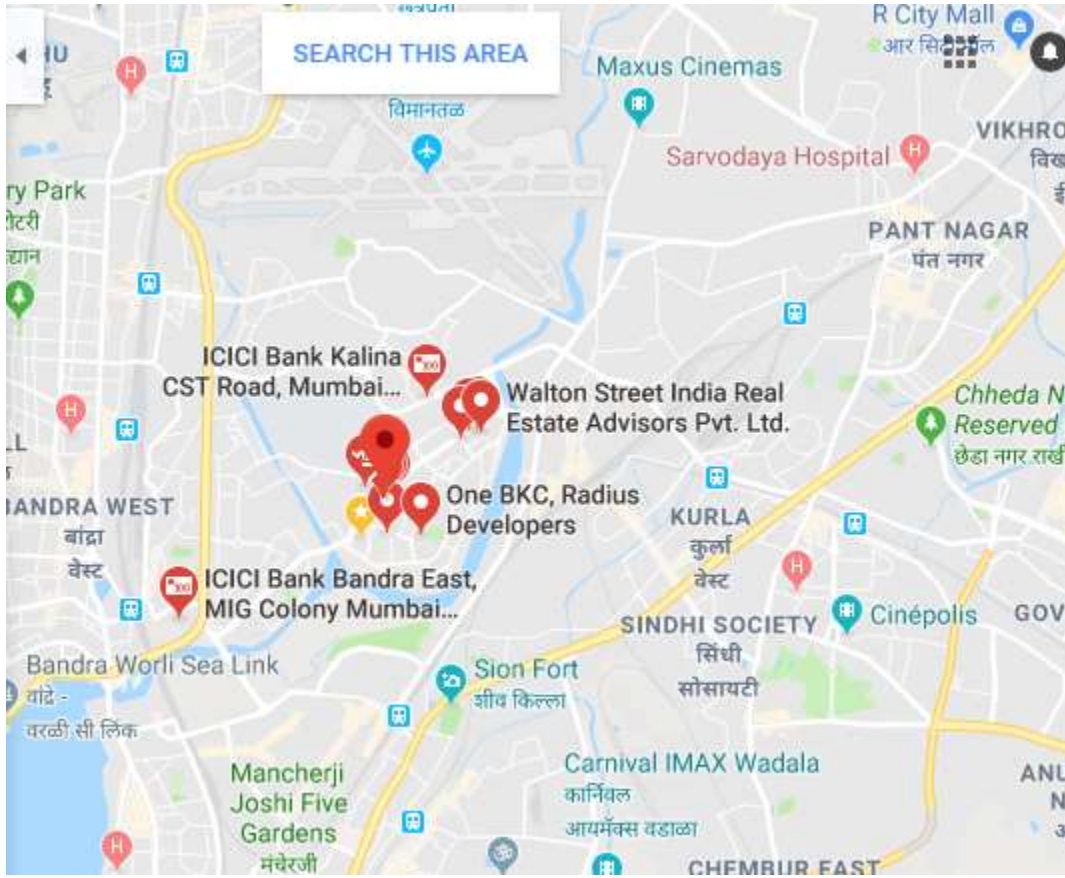 R City Mall
SEARCH THIS AREA
Maxus Cinemas
विमानतळ
VIKHRO
Sarvodaya Hospital
विख
ry Park
PANT NAGAR
पंत नगर
ICICI Bank Kalina
CST Road, Mumbai...
Walton Street India Real
Estate Advisors Pvt. Ltd.
Chheda N
Reserved
छेडा नगर राखी
One BKC, Radius
Developers
BANDRA WEST
बांद्रा
वेस्ट
KURLA
कुर्ला
वेस्ट
ICICI Bank Bandra East,
MIG Colony Mumbai...
Cinépolis
GOV
SINDHI SOCIETY
सिंधी
सोसायटी
Bandra Worli Sea Link
वांद्रे -
वरळी सी लिंक
Sion Fort
शीव किल्ला
Mancherji
Joshi Five
Gardens
मंचेरजी
Carnival IMAX Wadala
कार्निवल
आयमॅक्स वडाळा
ANU
CHEMBUR EAST